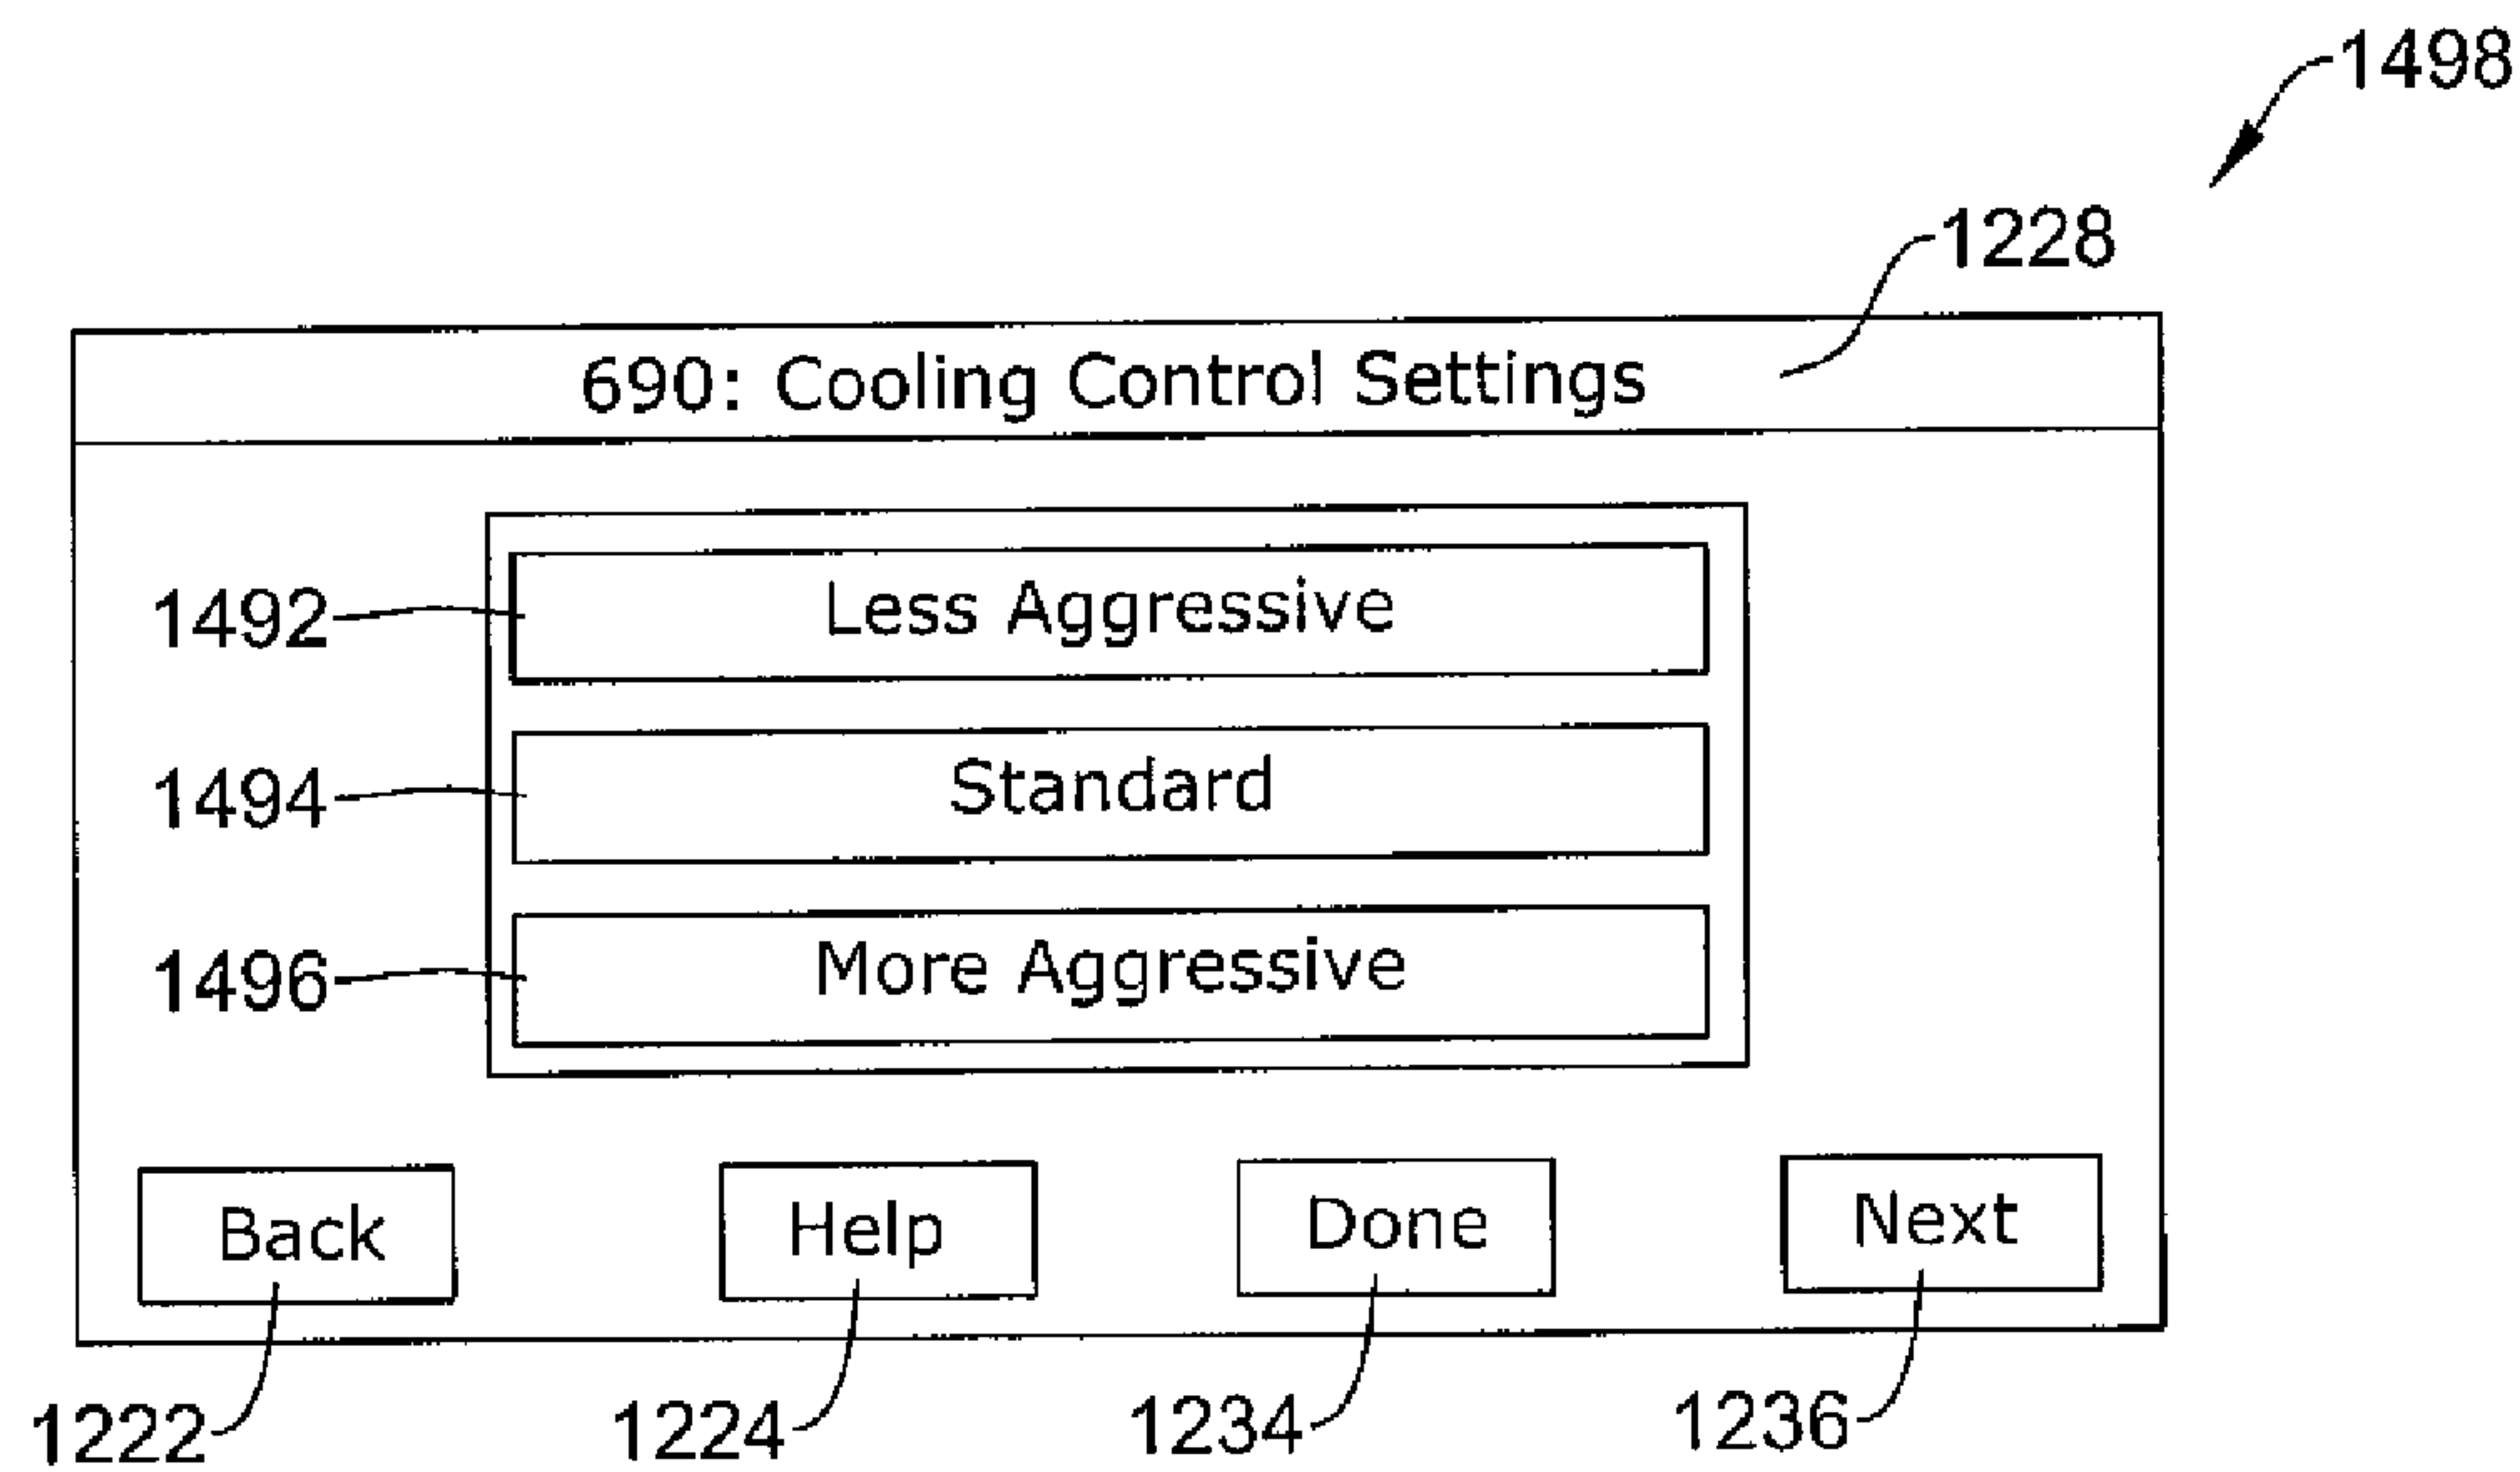 1498
1228
690: Cooling Control Settings
1492 Less Aggressive
1494 Standard
1496 More Aggressive
Back Help Done Next
1222 1224 1234 1236